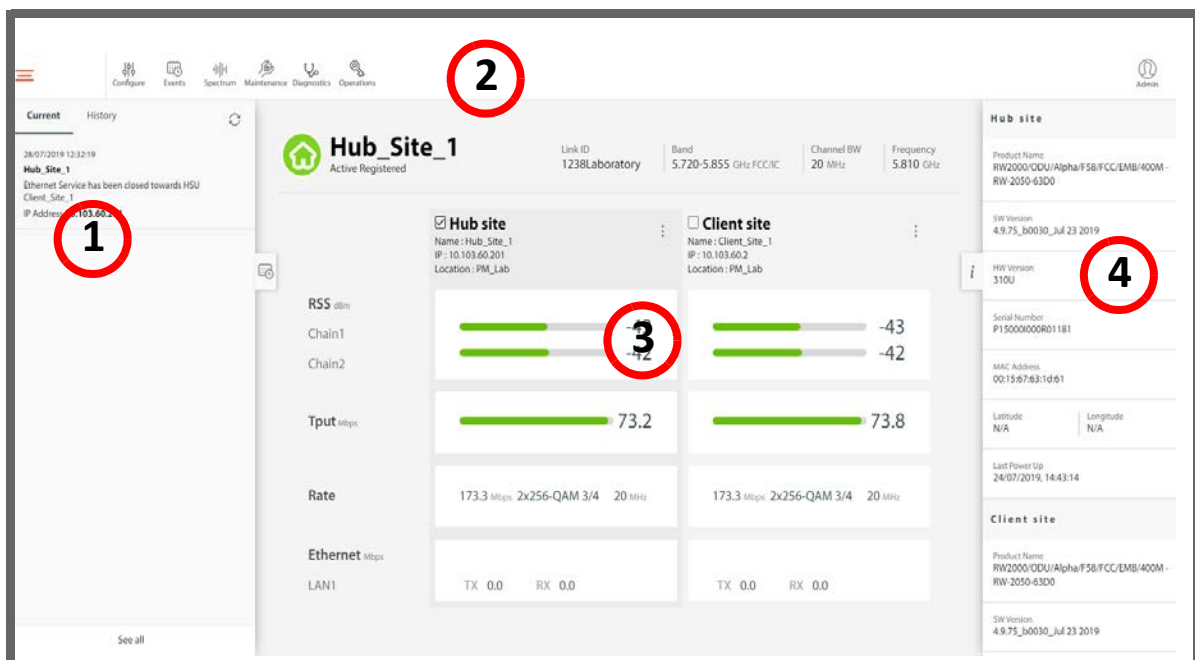 Configure Events Spectrum Maintenance Diagnostics Operations
2
Admin
Current History
28/07/2019 12:32:19
Hub_Site_1
Ethernet Service has been closed towards HSU
Client_Site_1
IP Address
1
See all
Hub_Site_1
Active Registered
Link ID
1238Laboratory
Band
5.720-5.855 GHz FCC/IC
Channel BW
20 MHz
Frequency
5.810 GHz
Hub site
Name : Hub_Site_1
IP : 10.103.60.201
Location : PM_Lab
Client site
Name : Client_Site_1
IP : 10.103.60.2
Location : PM_Lab
RSS dBm
Chain1 -43
Chain2 -42 -42
3
Tput Mbps 73.2 73.8
Rate 173.3 Mbps 2x256-QAM 3/4 20 MHz 173.3 Mbps 2x256-QAM 3/4 20 MHz
Ethernet Mbps
LAN1 TX 0.0 RX 0.0 TX 0.0 RX 0.0
i
Hub site
Product Name
RW2000/ODU/Alpha/F58/FCC/EMB/400M -
RW-2050-63D0
SW Version
4.9.75_b0030_Jul 23 2019
HW Version
310U
4
Serial Number
P15000I000R01181
MAC Address
00:15:67:63:1d:61
Latitude Longitude
N/A N/A
Last Power Up
24/07/2019, 14:43:14
Client site
Product Name
RW2000/ODU/Alpha/F58/FCC/EMB/400M -
RW-2050-63D0
SW Version
4.9.75_b0030_Jul 23 2019